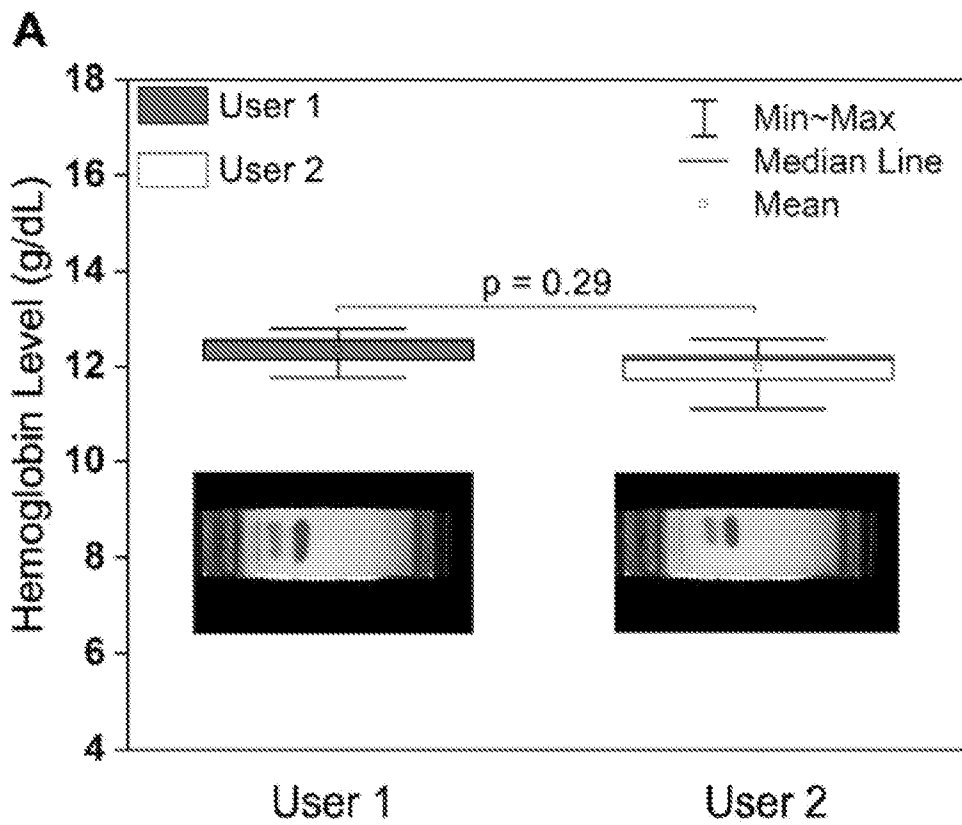 A
Hemoglobin Level (g/dL)
18
16
14
12
10
8
6
4
User 1
User 2
Min~Max
Median Line
Mean
p = 0.29
User 1
User 2